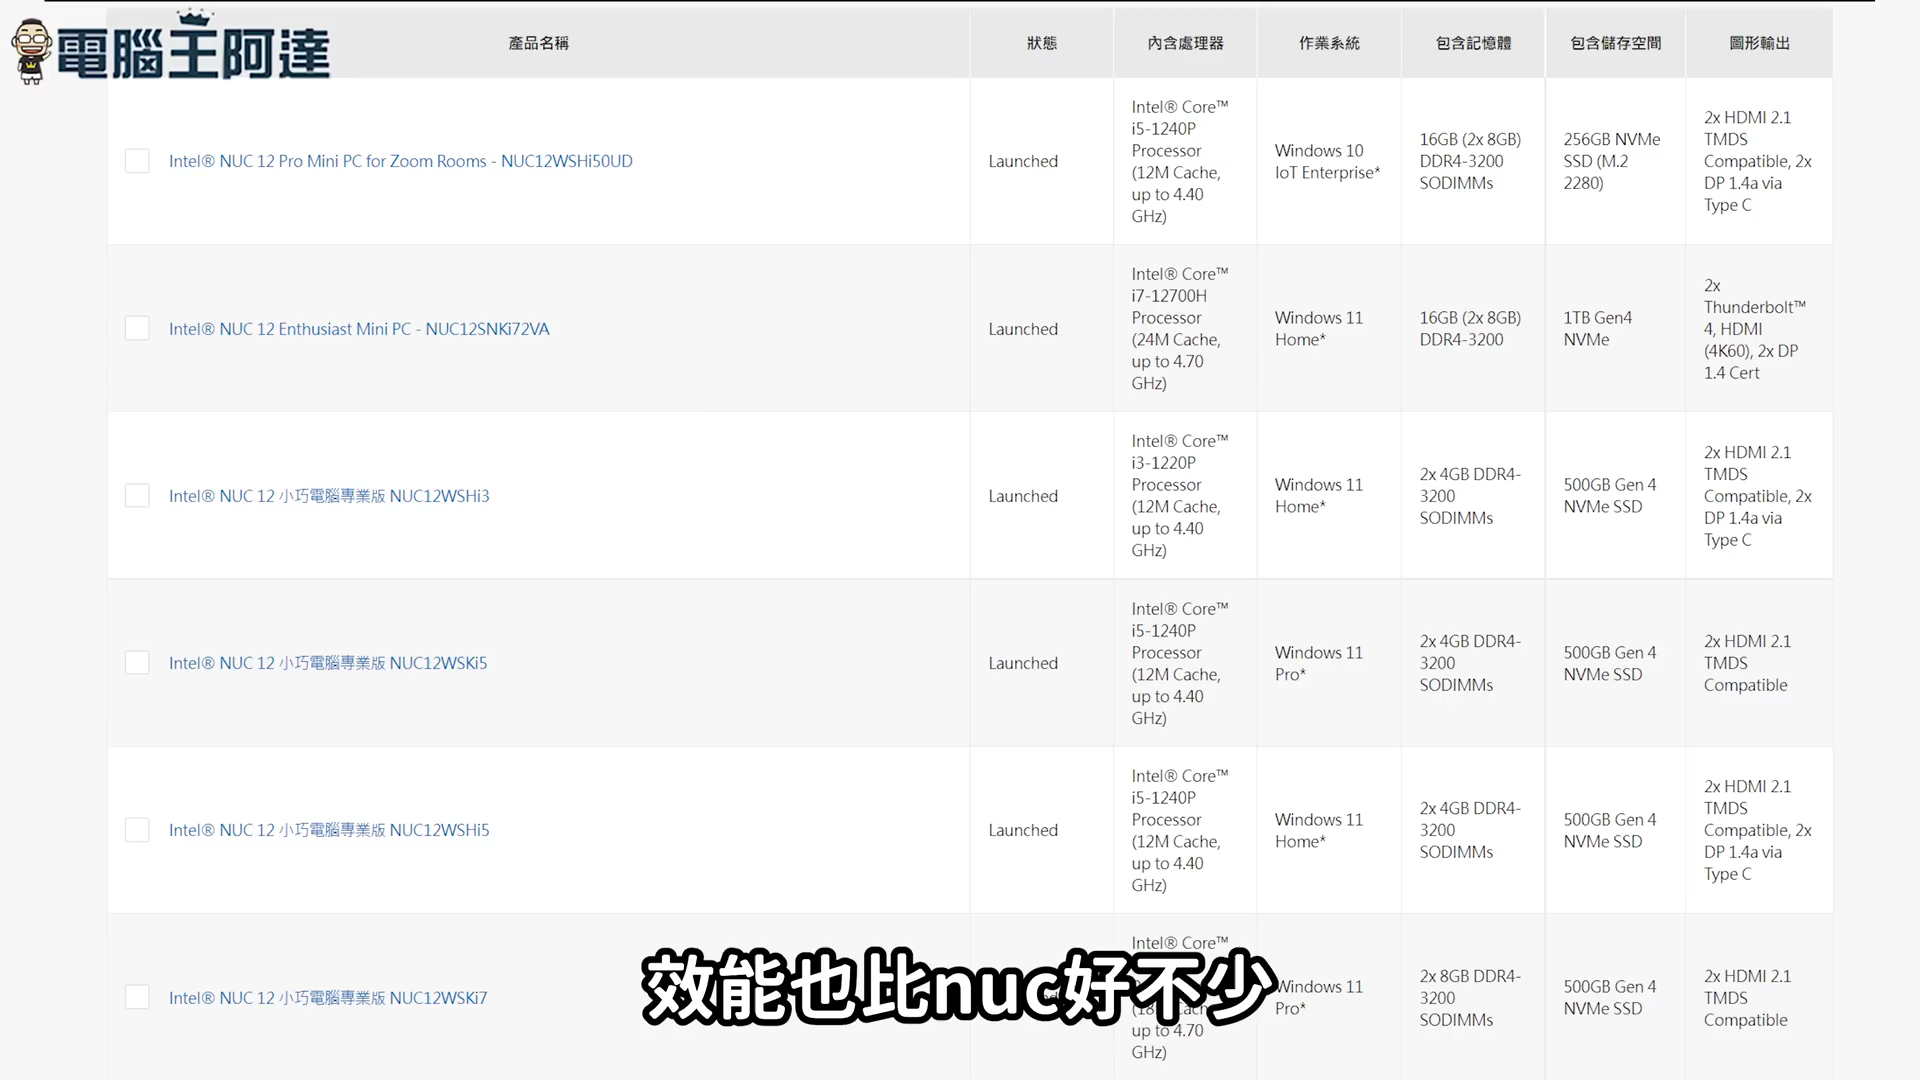 電腦王阿達
產品名稱
狀態
內含處理器
作業系統
包含記憶體
包含儲存空間
圖形輸出
Intel® NUC 12 Pro Mini PC for Zoom Rooms - NUC12WSHi50UD
Launched
Intel® Core™
i5-1240P
Processor
(12M Cache,
up to 4.40
GHz)
Windows 10
IoT Enterprise*
16GB (2x 8GB)
DDR4-3200
SODIMMs
256GB NVMe
SSD (M.2
2280)
2x HDMI 2.1
TMDS
Compatible, 2x
DP 1.4a via
Type C
Intel® NUC 12 Enthusiast Mini PC - NUC12SNKi72VA
Launched
Intel® Core™
i7-12700H
Processor
(24M Cache,
up to 4.70
GHz)
Windows 11
Home*
16GB (2x 8GB)
DDR4-3200
1TB Gen4
NVMe
2x
Thunderbolt™
4, HDMI
(4K60), 2x DP
1.4 Cert
Intel® NUC 12 小巧電腦專業版 NUC12WSHi3
Launched
Intel® Core™
i3-1220P
Processor
(12M Cache,
up to 4.40
GHz)
Windows 11
Home*
2x 4GB DDR4-
3200
SODIMMs
500GB Gen 4
NVMe SSD
2x HDMI 2.1
TMDS
Compatible, 2x
DP 1.4a via
Type C
Intel® NUC 12 小巧電腦專業版 NUC12WSKi5
Launched
Intel® Core™
i5-1240P
Processor
(12M Cache,
up to 4.40
GHz)
Windows 11
Pro*
2x 4GB DDR4-
3200
SODIMMs
500GB Gen 4
NVMe SSD
2x HDMI 2.1
TMDS
Compatible
Intel® NUC 12 小巧電腦專業版 NUC12WSHi5
Launched
Intel® Core™
i5-1240P
Processor
(12M Cache,
up to 4.40
GHz)
Windows 11
Home*
2x 4GB DDR4-
3200
SODIMMs
500GB Gen 4
NVMe SSD
2x HDMI 2.1
TMDS
Compatible, 2x
DP 1.4a via
Type C
Intel® NUC 12 小巧電腦專業版 NUC12WSKi7
Intel® Core™
up to 4.70
GHz)
Windows 11
Pro*
2x 8GB DDR4-
3200
SODIMMs
500GB Gen 4
NVMe SSD
2x HDMI 2.1
TMDS
Compatible
效能也比nuc好不少